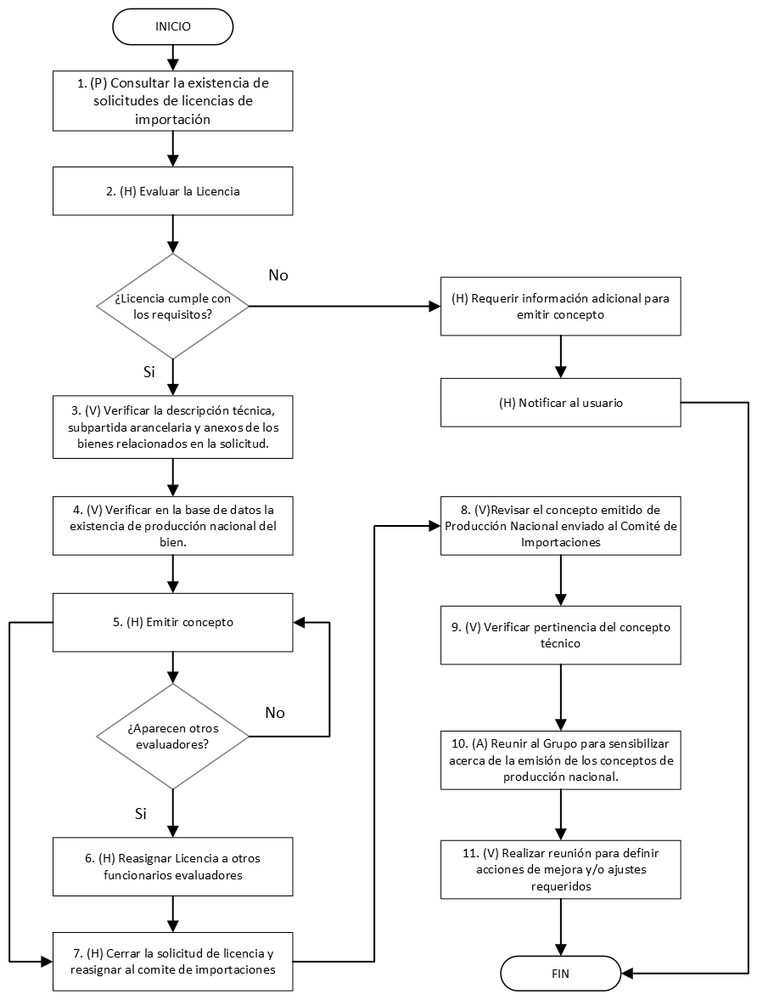 INICIO
1. (P) Consultar la existencia de
solicitudes de licencias de
importación
2. (H) Evaluar la Licencia
¿Licencia cumple con
los requisitos?
No
(H) Requerir información adicional para
emitir concepto
Si
(H) Notificar al usuario
3. (V) Verificar la descripción técnica,
subpartida arancelaria y anexos de los
bienes relacionados en la solicitud.
4. (V) Verificar en la base de datos la
existencia de producción nacional del
bien.
5. (H) Emitir concepto
¿Aparecen otros
evaluadores?
No
Si
6. (H) Reasignar Licencia a otros
funcionarios evaluadores
7. (H) Cerrar la solicitud de licencia y
reasignar al comite de importaciones
8. (V)Revisar el concepto emitido de
Producción Nacional enviado al Comité de
Importaciones
9. (V) Verificar pertinencia del concepto
técnico
10. (A) Reunir al Grupo para sensibilizar
acerca de la emisión de los conceptos de
producción nacional.
11. (V) Realizar reunión para definir
acciones de mejora y/o ajustes
requeridos
FIN